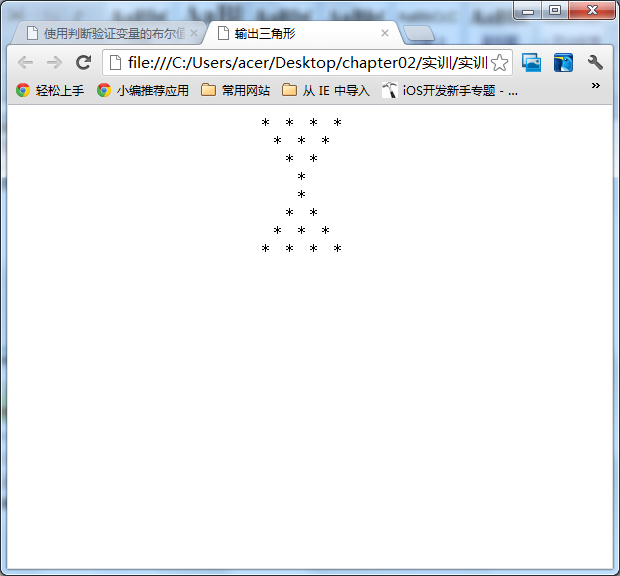 使用判断验证变量的布尔值
输出三角形
file:///C:/Users/acer/Desktop/chapter02/实训/实训
轻松上手 小编推荐应用 常用网站 从 IE 中导入 iOS开发新手专题 - ... »
* * * *
* * *
* *
*
*
* *
* * *
* * * *